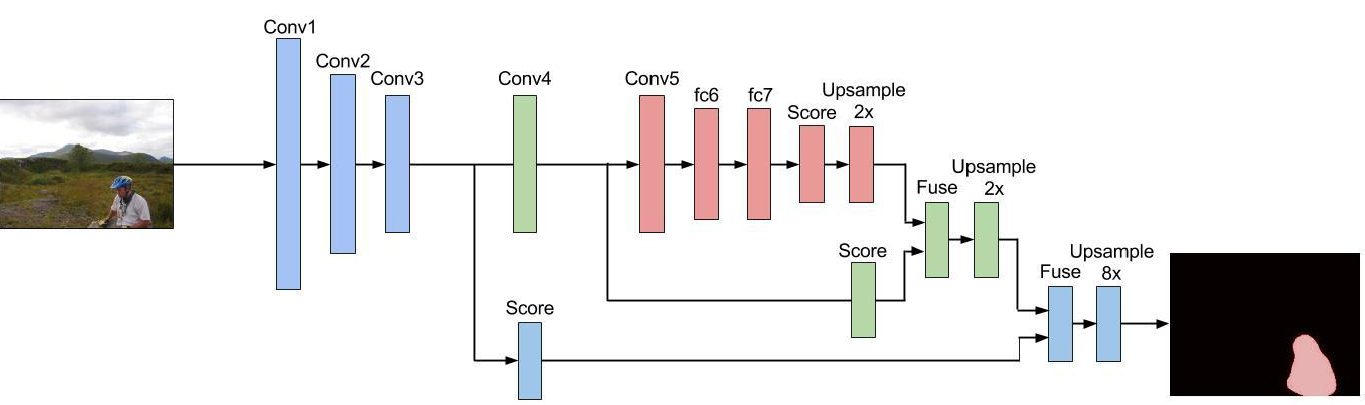 Conv1
Conv2
Conv3
Conv4
Conv5
fc6
fc7
Score
Upsample
2x
Fuse
Upsample
2x
Score
Fuse
Upsample
8x
Score